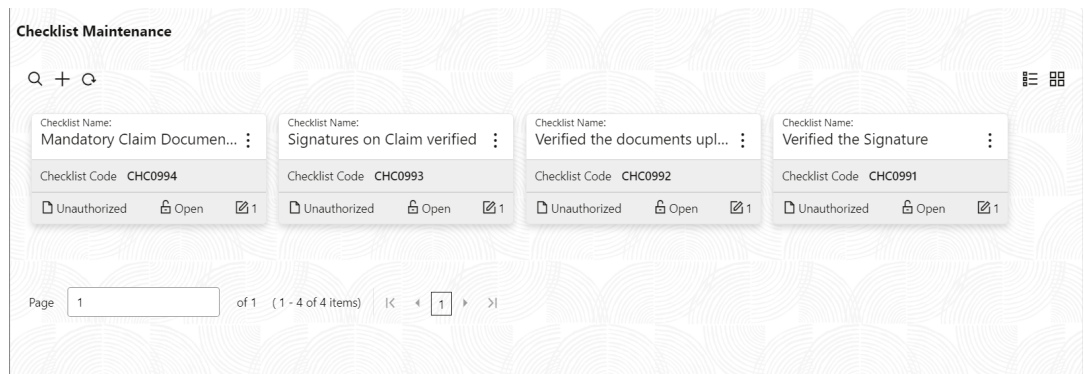 Checklist Maintenance
Checklist Name:
Mandatory Claim Documen...
Checklist Code CHC0994
Unauthorized Open 1
Checklist Name:
Signatures on Claim verified
Checklist Code CHC0993
Unauthorized Open 1
Checklist Name:
Verified the documents upl...
Checklist Code CHC0992
Unauthorized Open 1
Checklist Name:
Verified the Signature
Checklist Code CHC0991
Unauthorized Open 1
Page 1 of 1 ( 1 - 4 of 4 items) 1